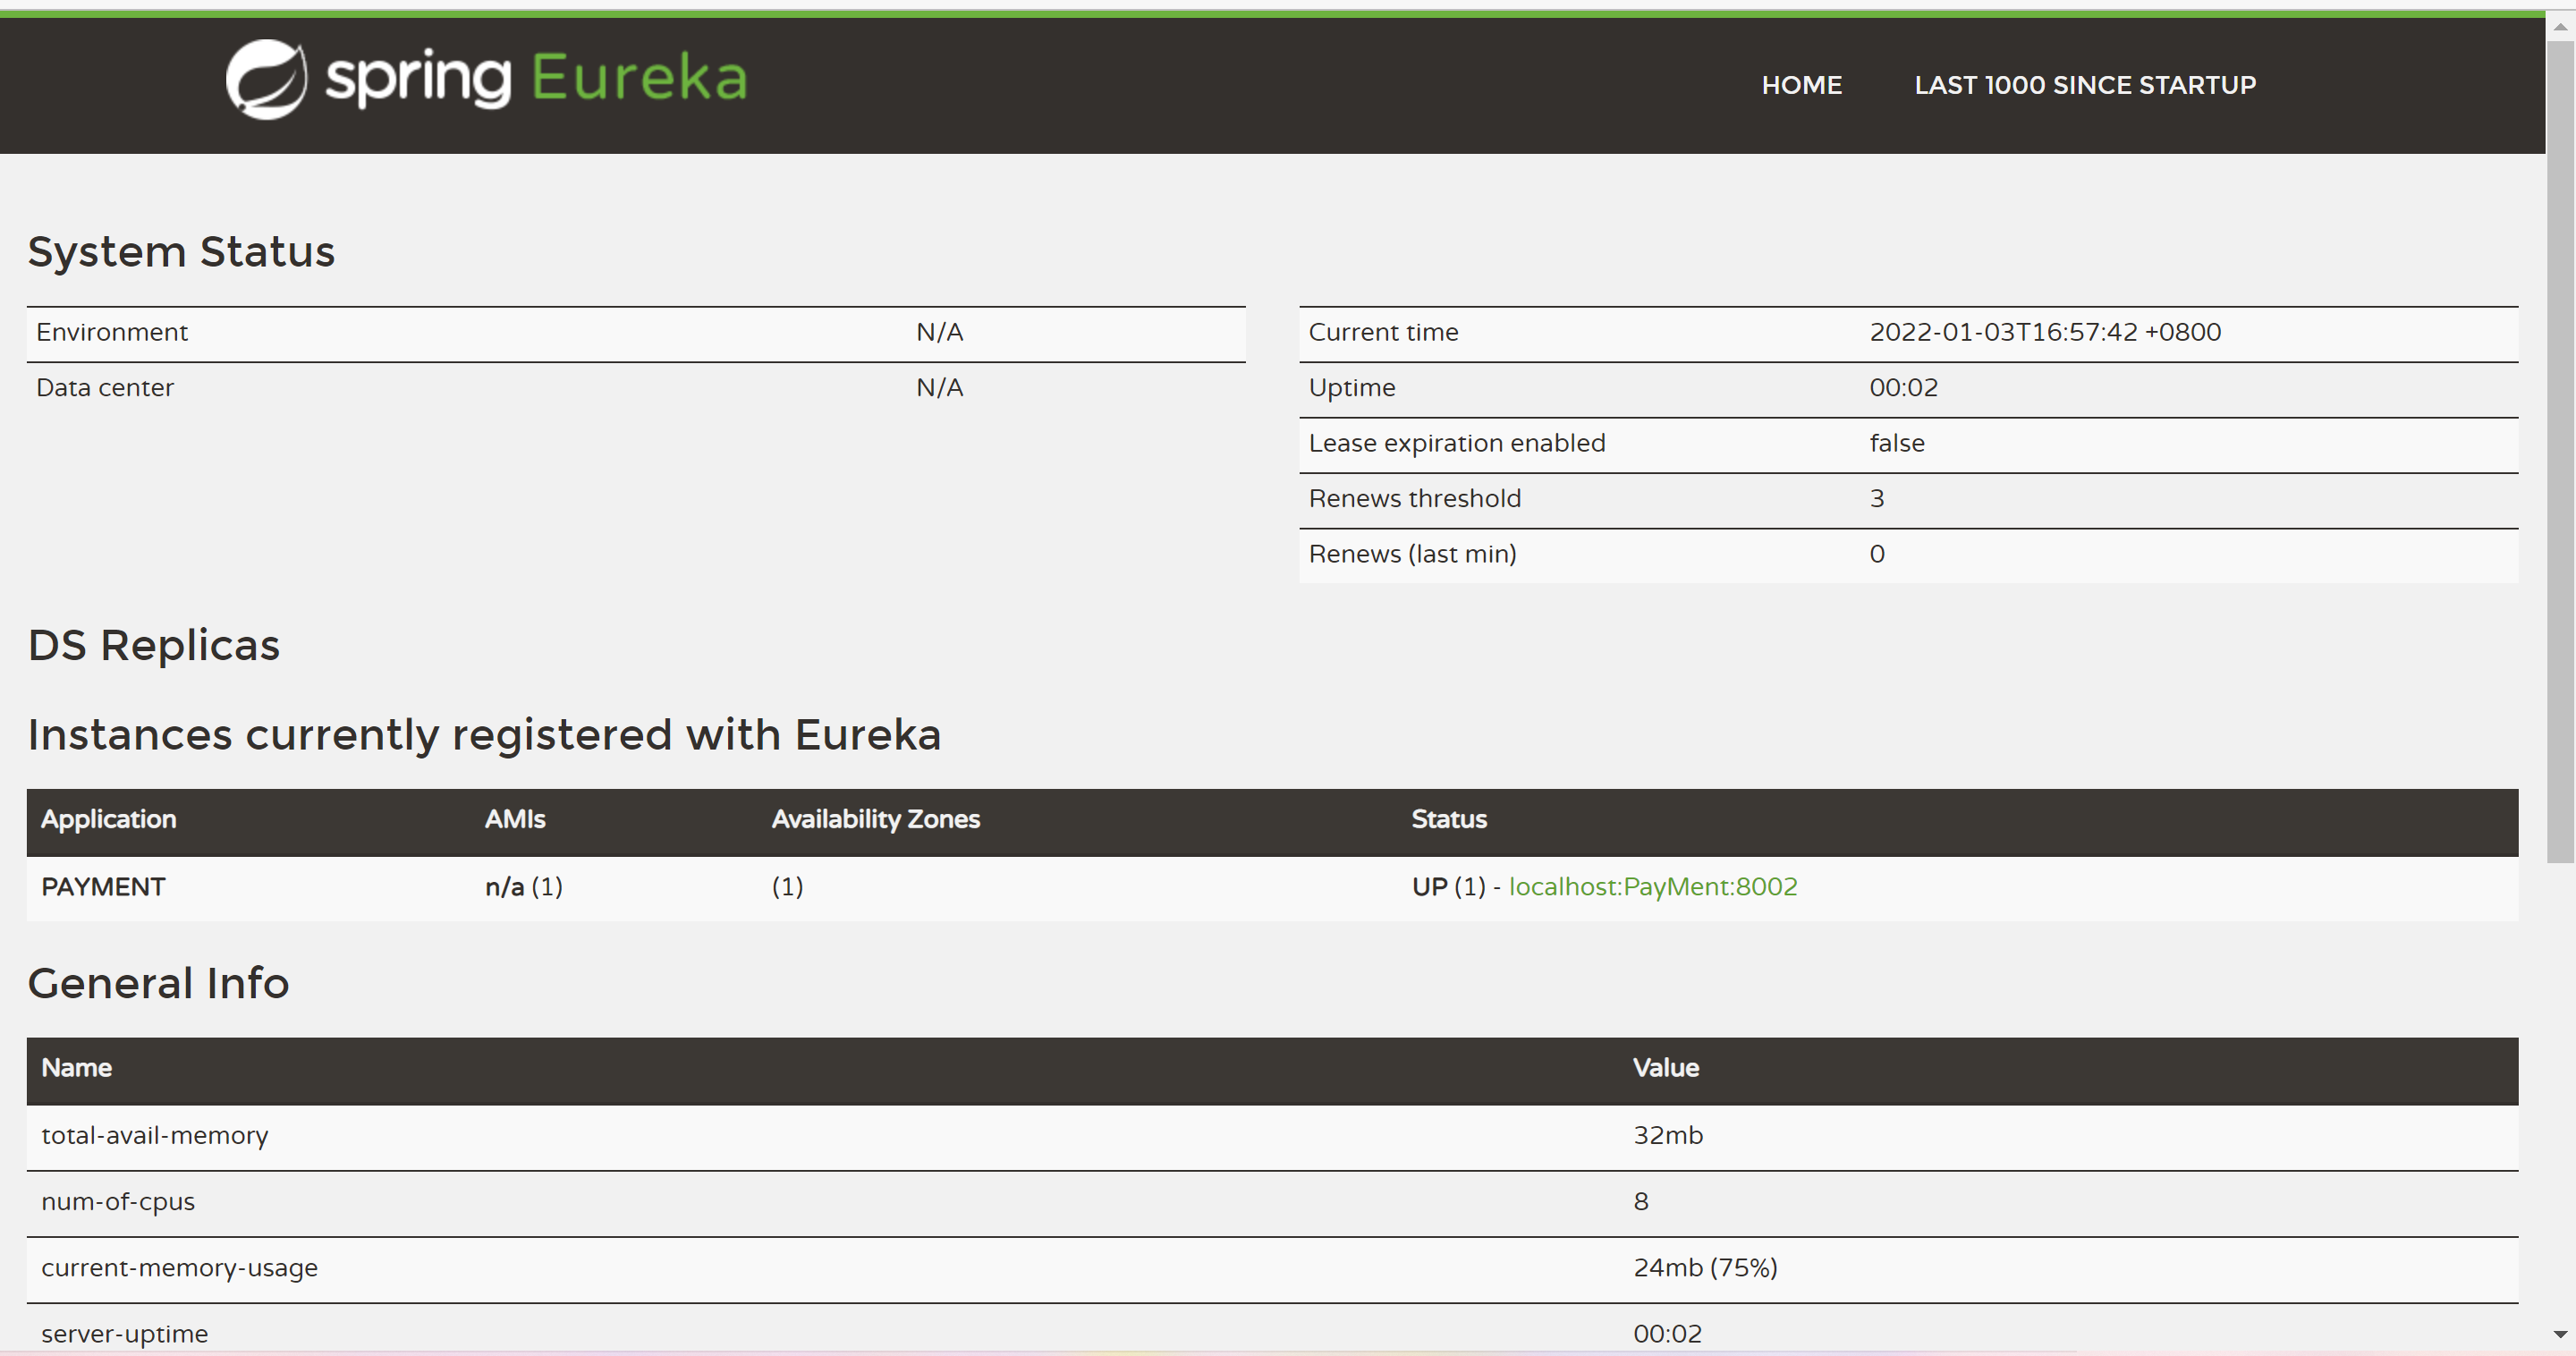 spring Eureka
HOME LAST 1000 SINCE STARTUP
System Status
Environment N/A
Data center N/A
Current time 2022-01-03T16:57:42 +0800
Uptime 00:02
Lease expiration enabled false
Renews threshold 3
Renews (last min) 0
DS Replicas
Instances currently registered with Eureka
Application AMIs Availability Zones Status
PAYMENT n/a (1) (1) UP (1) - localhost:PayMent:8002
General Info
Name Value
total-avail-memory 32mb
num-of-cpus 8
current-memory-usage 24mb (75%)
server-uptime 00:02